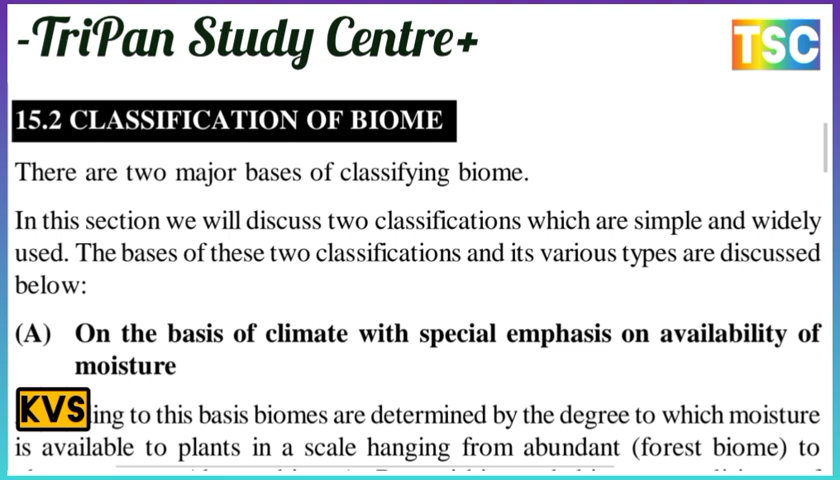 -TriPan Study Centre+
TSC
15.2 CLASSIFICATION OF BIOME
There are two major bases of classifying biome.
In this section we will discuss two classifications which are simple and widely
used. The bases of these two classifications and its various types are discussed
below:
(A) On the basis of climate with special emphasis on availability of
moisture
KVS
ing to this basis biomes are determined by the degree to which moisture
is available to plants in a scale hanging from abundant (forest biome) to